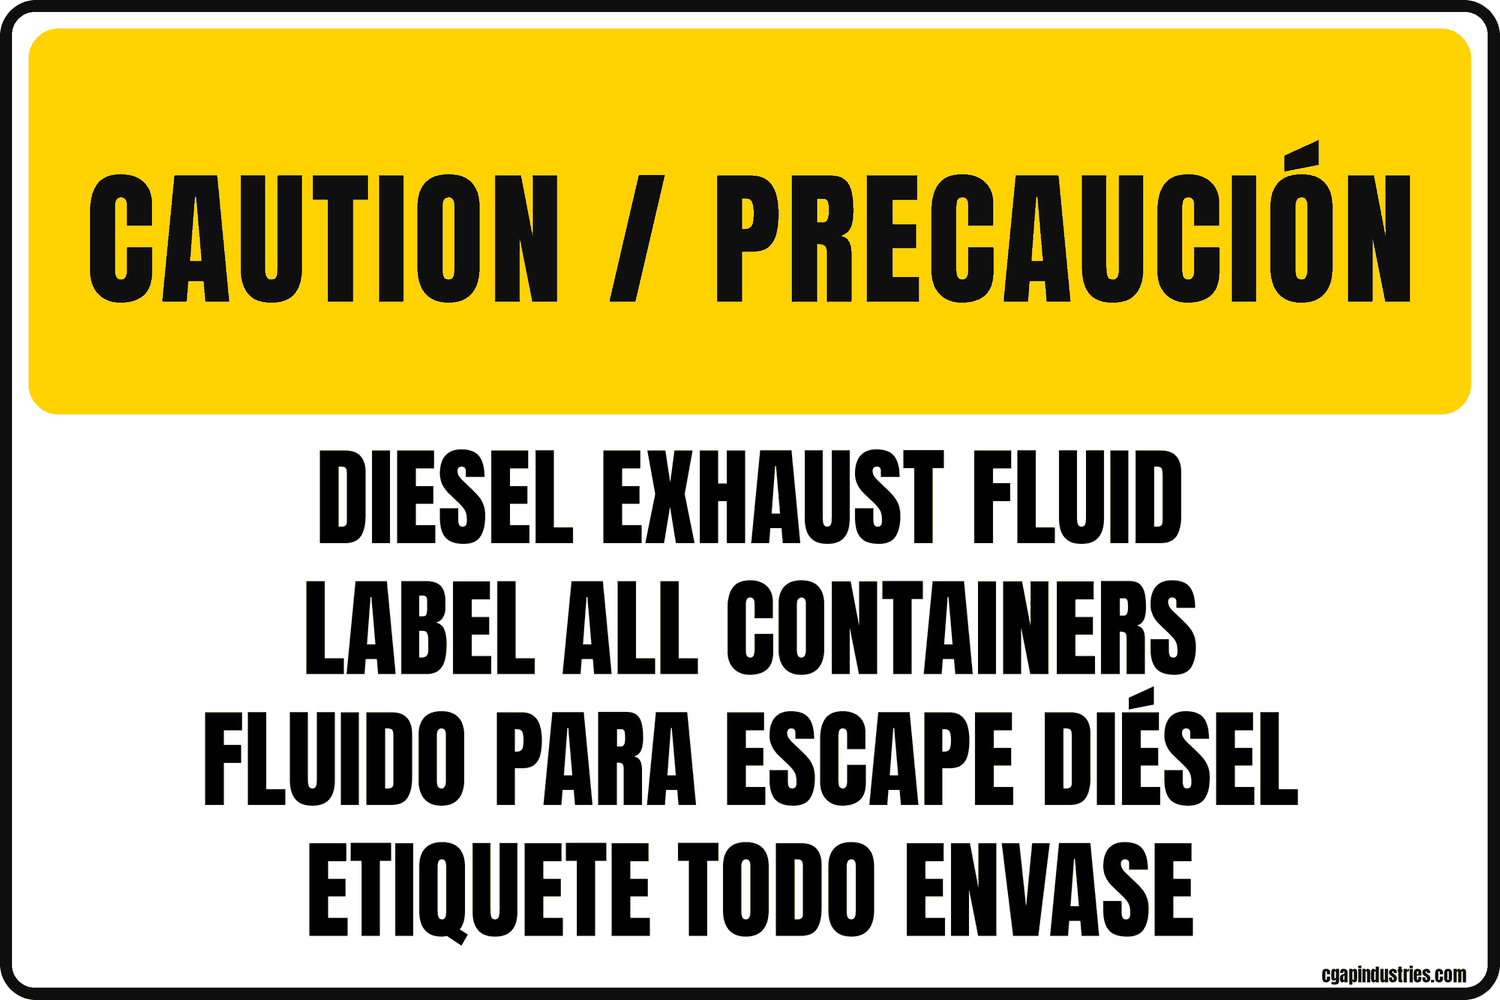 CAUTION / PRECAUCIÓN
DIESEL EXHAUST FLUID
LABEL ALL CONTAINERS
FLUIDO PARA ESCAPE DIÉSEL
ETIQUETE TODO ENVASE
cgapindustries.com